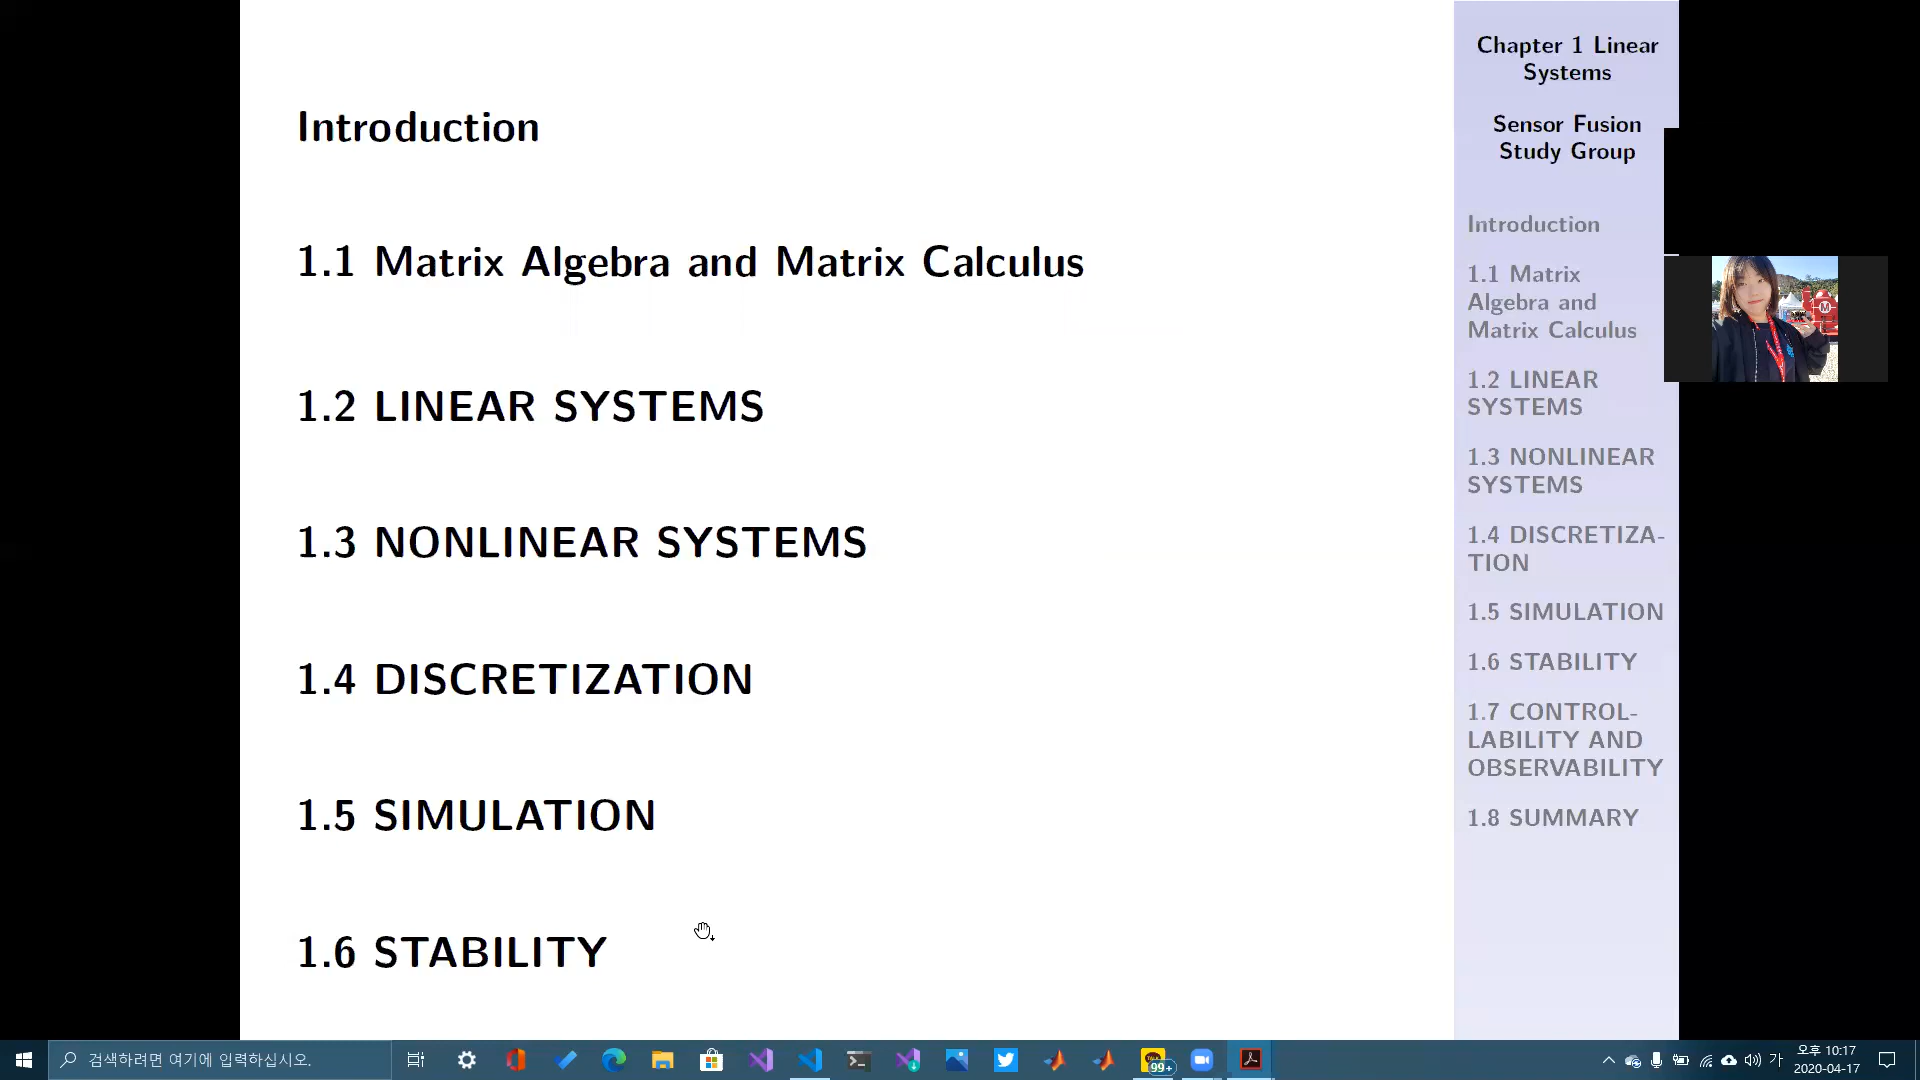 Introduction
1.1 Matrix Algebra and Matrix Calculus
1.2 LINEAR SYSTEMS
1.3 NONLINEAR SYSTEMS
1.4 DISCRETIZATION
1.5 SIMULATION
1.6 STABILITY
Chapter 1 Linear
Systems
Sensor Fusion
Study Group
Introduction
1.1 Matrix
Algebra and
Matrix Calculus
1.2 LINEAR
SYSTEMS
1.3 NONLINEAR
SYSTEMS
1.4 DISCRETIZA-
TION
1.5 SIMULATION
1.6 STABILITY
1.7 CONTROL-
LABILITY AND
OBSERVABILITY
1.8 SUMMARY
M
검색하려면 여기에 입력하십시오.
99+
가
오후 10:17
2020-04-17